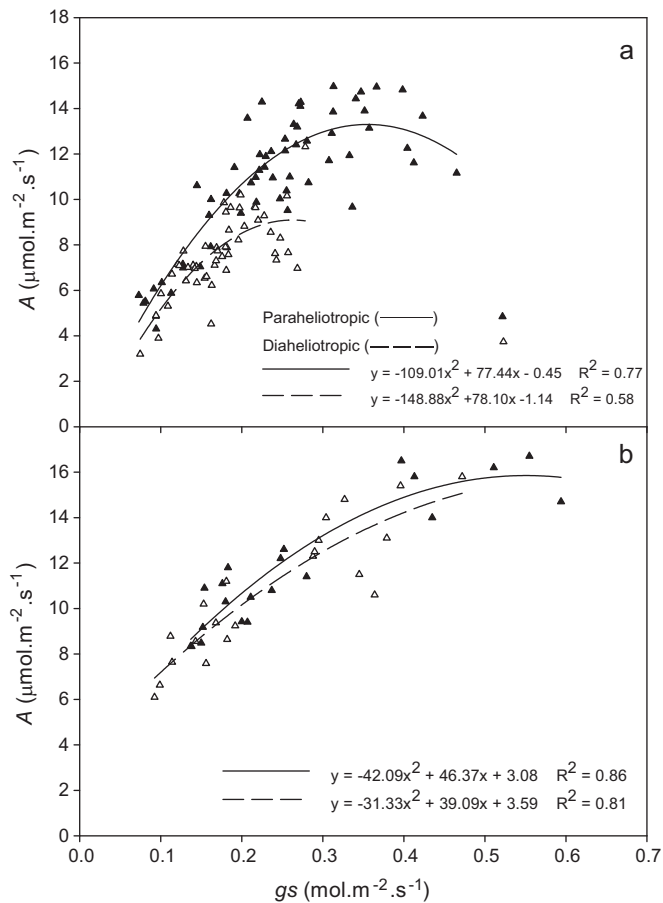 a
16
14
12
10
8
6
4
2
0
A (µmol.m⁻².s⁻¹)
Paraheliotropic (———) ▲
Diaheliotropic (— — —) △
y = -109.01x² + 77.44x - 0.45 R² = 0.77
y = -148.88x² +78.10x -1.14 R² = 0.58
b
16
14
12
10
8
6
4
2
0
A (µmol.m⁻².s⁻¹)
y = -42.09x² + 46.37x + 3.08 R² = 0.86
y = -31.33x² + 39.09x + 3.59 R² = 0.81
0.0 0.1 0.2 0.3 0.4 0.5 0.6 0.7
gs (mol.m⁻².s⁻¹)